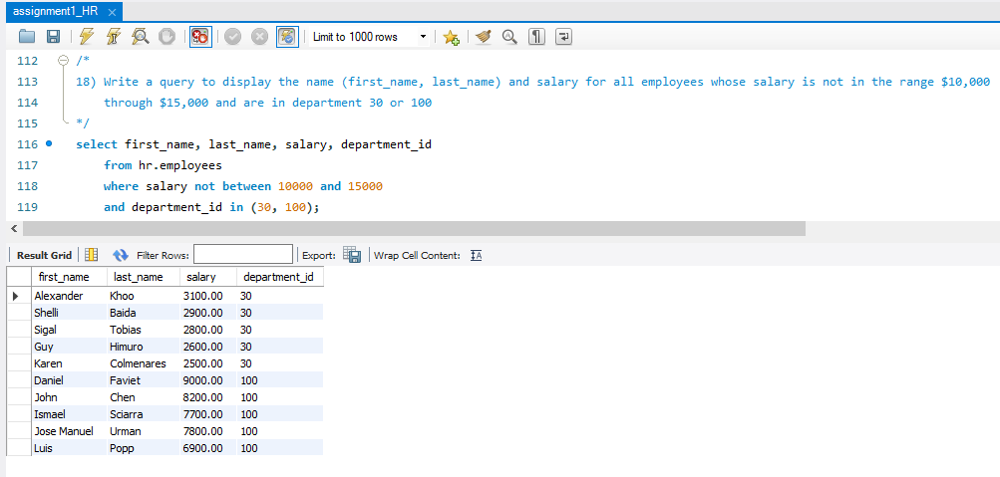 assignment1_HR
Limit to 1000 rows
112 /*
113 18) Write a query to display the name (first_name, last_name) and salary for all employees whose salary is not in the range $10,000
114 through $15,000 and are in department 30 or 100
115 */
116 select first_name, last_name, salary, department_id
117 from hr.employees
118 where salary not between 10000 and 15000
119 and department_id in (30, 100);
Result Grid Filter Rows: Export: Wrap Cell Content:
first_name last_name salary department_id
Alexander Khoo 3100.00 30
Shelli Baida 2900.00 30
Sigal Tobias 2800.00 30
Guy Himuro 2600.00 30
Karen Colmenares 2500.00 30
Daniel Faviet 9000.00 100
John Chen 8200.00 100
Ismael Sciarra 7700.00 100
Jose Manuel Urman 7800.00 100
Luis Popp 6900.00 100